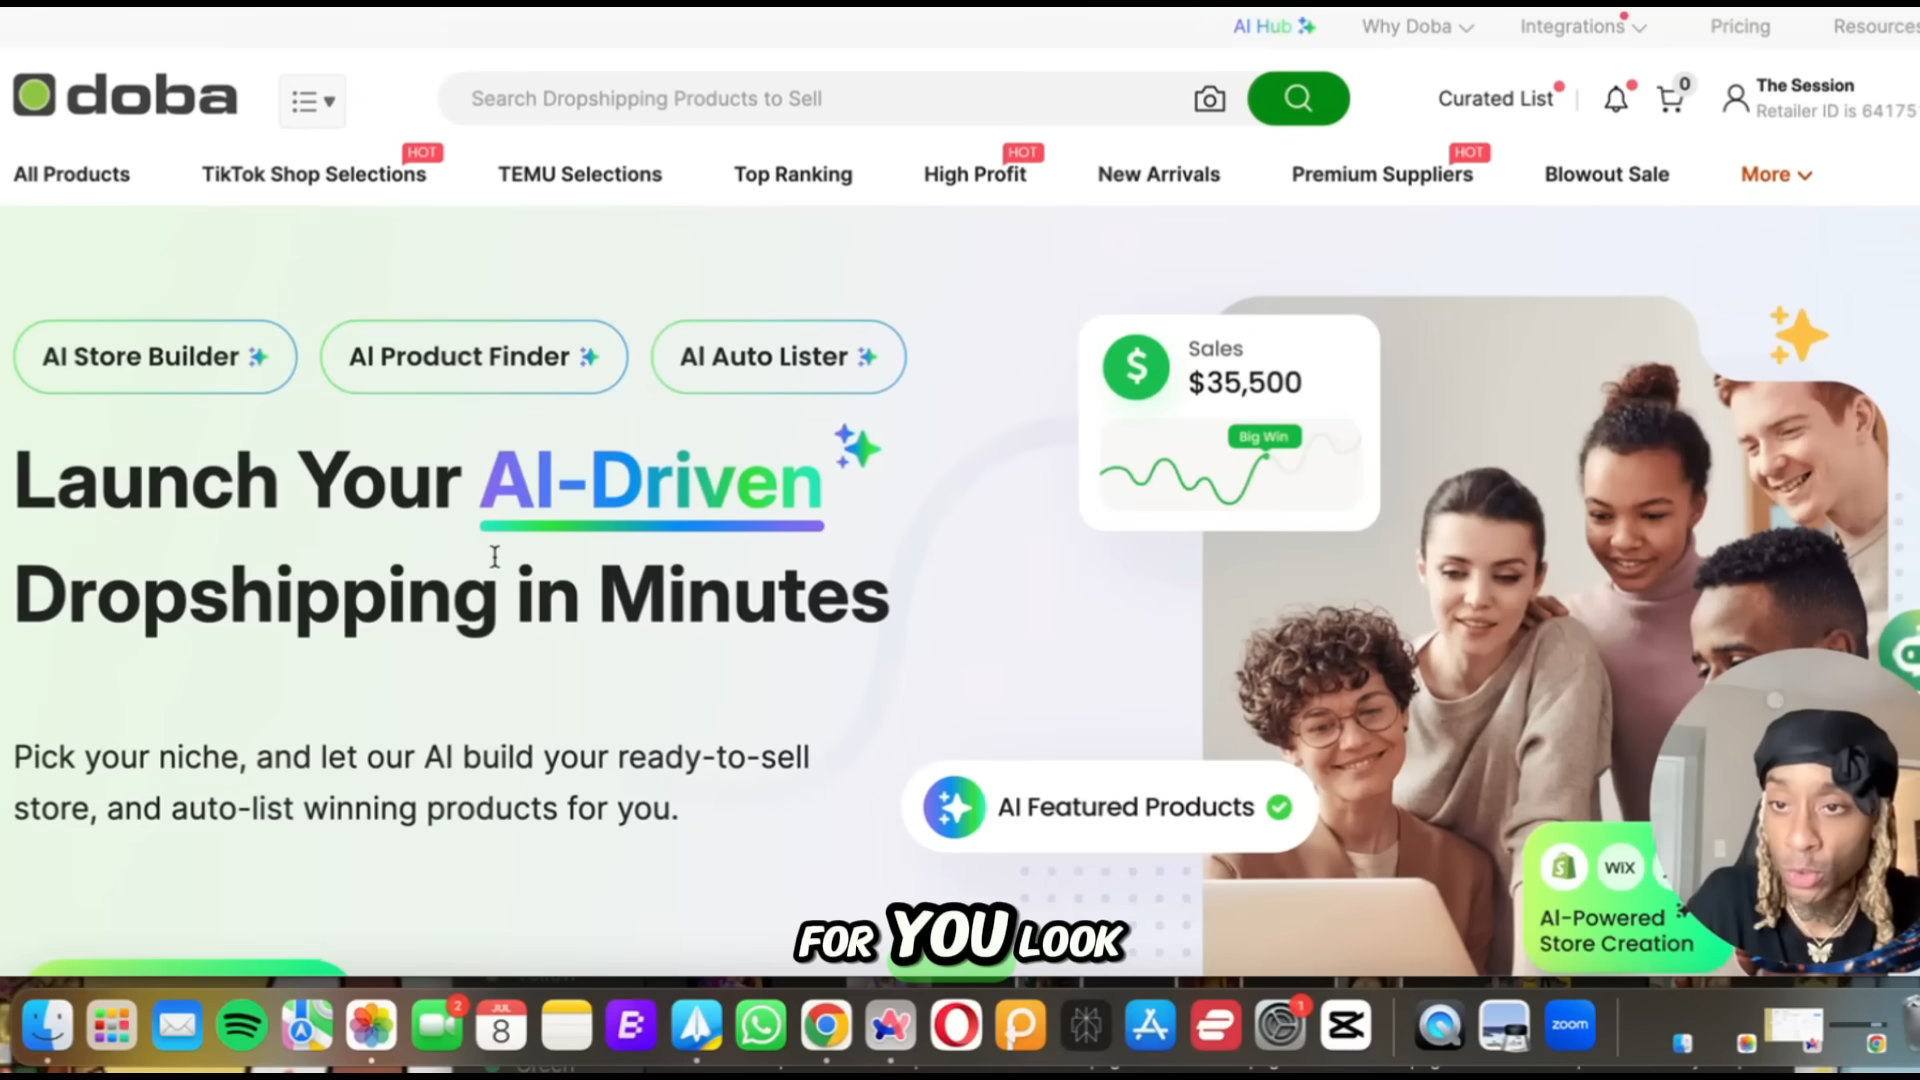 AI Hub
Why Doba
Integrations
Pricing
Resources
doba
Search Dropshipping Products to Sell
Curated List
0
The Session
Retailer ID is 64175
HOT
HOT
HOT
All Products
TikTok Shop Selections
TEMU Selections
Top Ranking
High Profit
New Arrivals
Premium Suppliers
Blowout Sale
More
AI Store Builder
AI Product Finder
AI Auto Lister
Sales
$35,500
Big Win
Launch Your AI-Driven
Dropshipping in Minutes
Pick your niche, and let our AI build your ready-to-sell
store, and auto-list winning products for you.
AI Featured Products
WIX
AI-Powered
Store Creation
FOR YOU LOOK
2
JUL
8
1
zoom